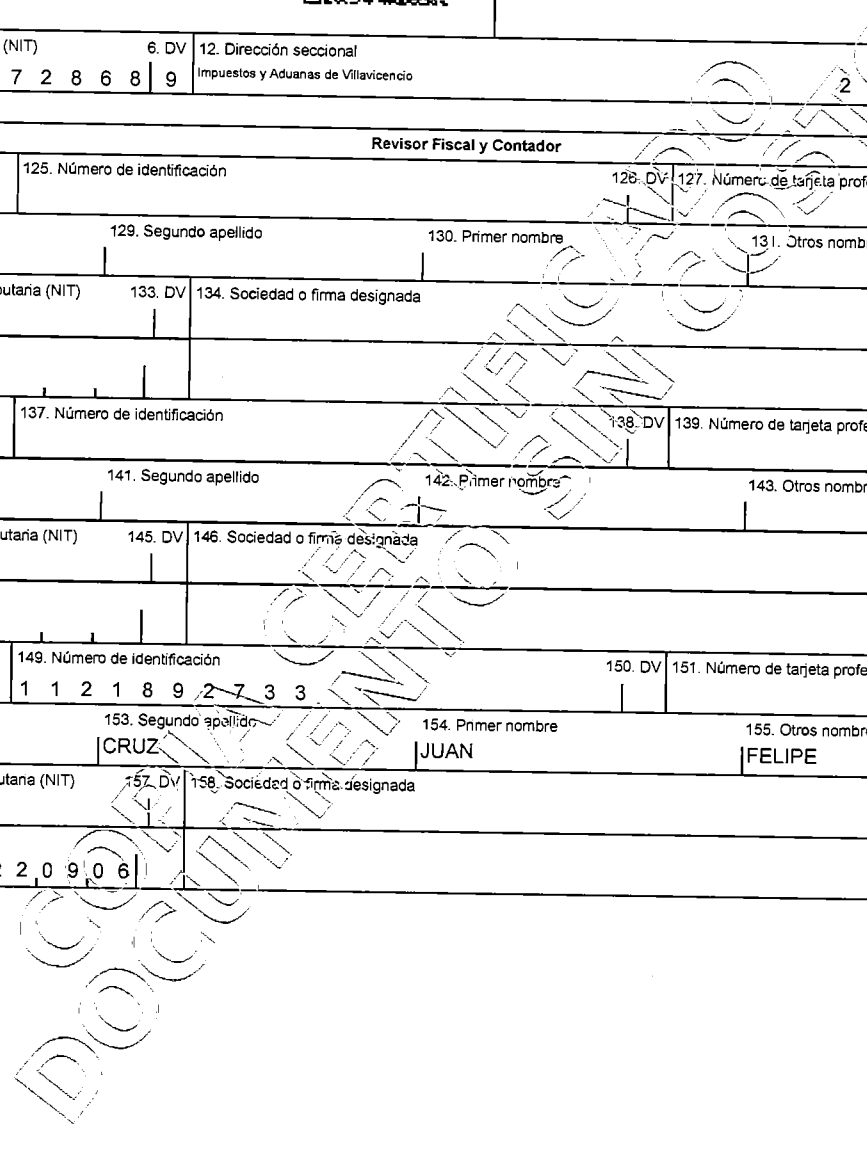 (NIT) 6. DV 12. Dirección seccional
7 2 8 6 8 9 Impuestos y Aduanas de Villavicencio 2
Revisor Fiscal y Contador
125. Número de identificación 126. DV 127. Número de tarjeta profe
129. Segundo apellido 130. Primer nombre 131. Otros nomb
butaria (NIT) 133. DV 134. Sociedad o firma designada
137. Número de identificación 138. DV 139. Número de tarjeta profe
141. Segundo apellido 142. Primer nombre 143. Otros nombr
utaria (NIT) 145. DV 146. Sociedad o firma designada
149. Número de identificación 150. DV 151. Número de tarjeta profe
1 1 2 1 8 9 2 7 3 3
153. Segundo apellido 154. Primer nombre 155. Otros nombre
CRUZ JUAN FELIPE
utaria (NIT) 157. DV 158. Sociedad o firma designada
2 2 0 9 0 6
COPIA CERTIFICADO
DOCUMENTO SIN COSTO